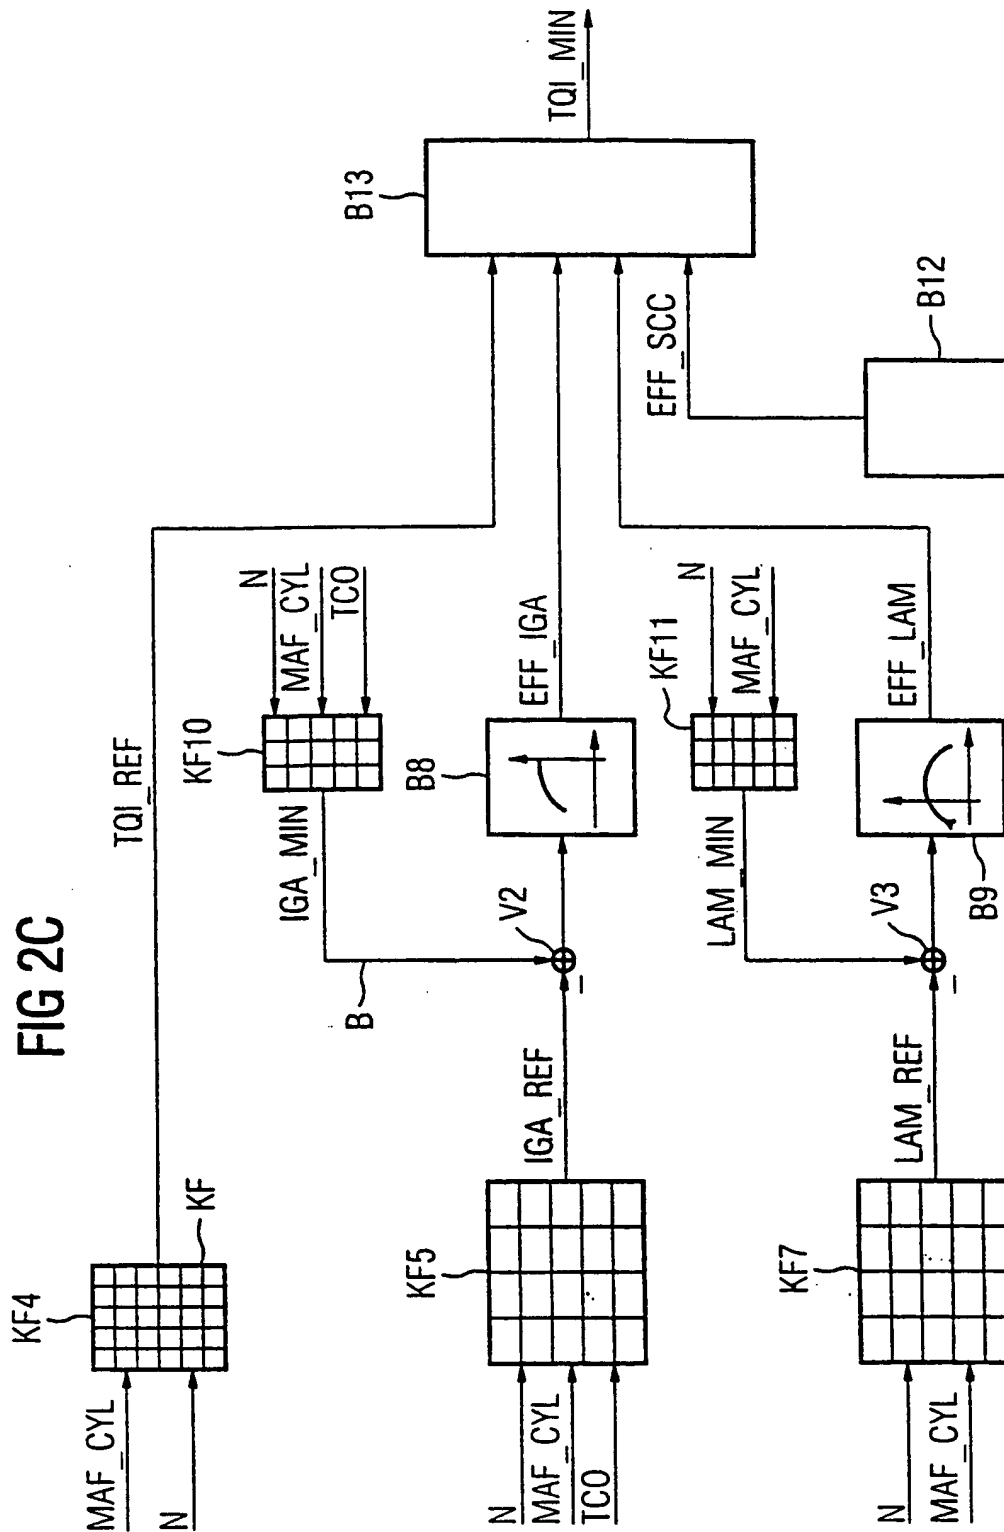 FIG 2C
MAF_CYL
N
KF4
KF
TQI_REF
N
MAF_CYL
TCO
KF10
IGA_MIN
B
N
MAF_CYL
TCO
KF5
IGA_REF
V2
B8
EFF_IGA
N
MAF_CYL
KF11
LAM_MIN
N
MAF_CYL
KF7
LAM_REF
V3
B9
EFF_LAM
EFF_SCC
B12
B13
TQI_MIN